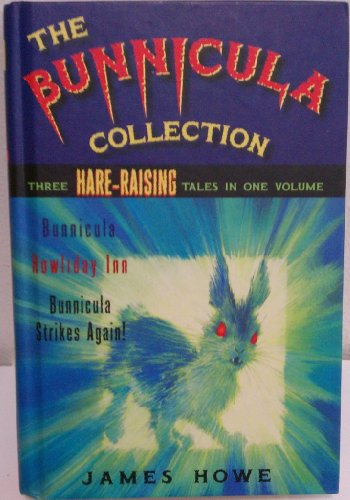 THE
BUNNICULA
COLLECTION
THREE HARE-RAISING TALES IN ONE VOLUME
Bunnicula
Howliday Inn
Bunnicula
Strikes Again!
JAMES HOWE